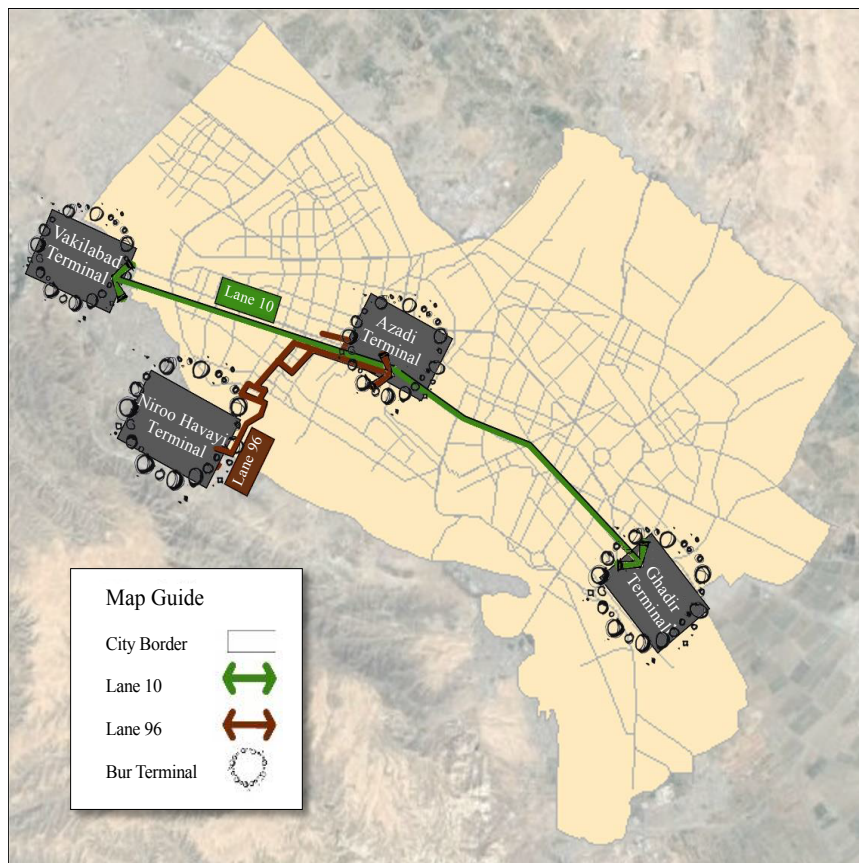 Vakilabad
Terminal
Lane 10
Azadi
Terminal
Niroo Havayi
Terminal
Lane 96
Ghadir
Terminal
Map Guide
City Border
Lane 10
Lane 96
Bur Terminal